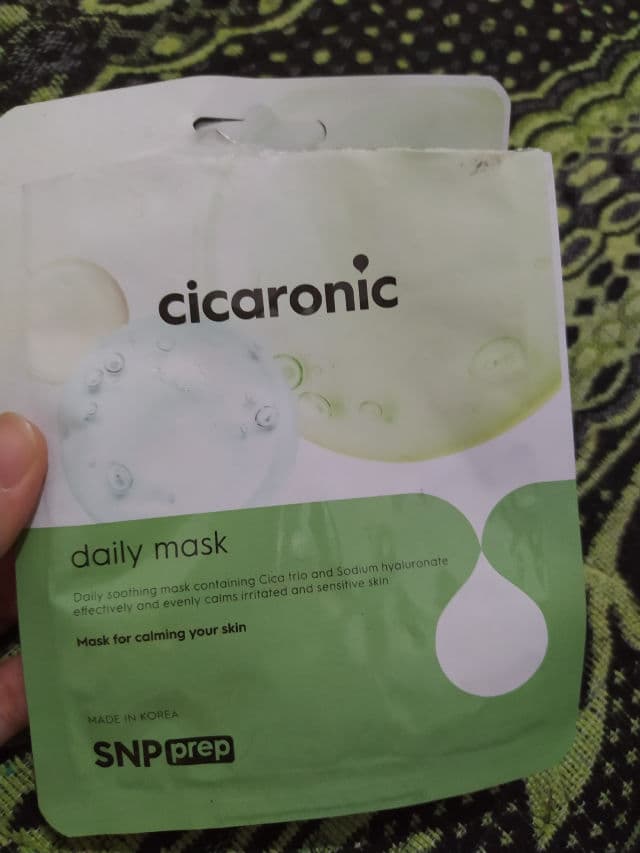 cicaronic
daily mask
Daily soothing mask containing Cica trio and Sodium hyaluronate
effectively and evenly calms irritated and sensitive skin
Mask for calming your skin
MADE IN KOREA
SNP prep